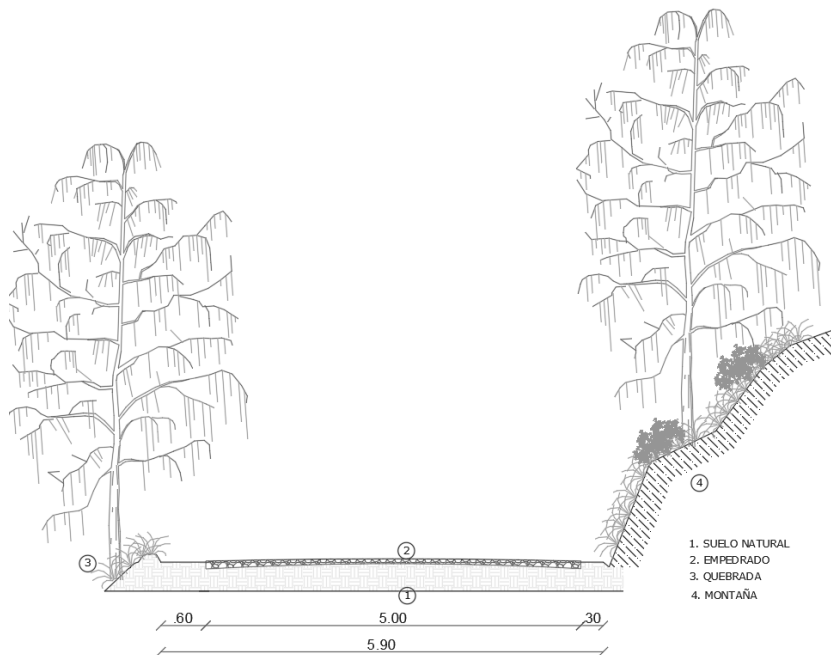 2
3
4
1
1. SUELO NATURAL
2. EMPEDRADO
3. QUEBRADA
4. MONTAÑA
.60 5.00 30
5.90